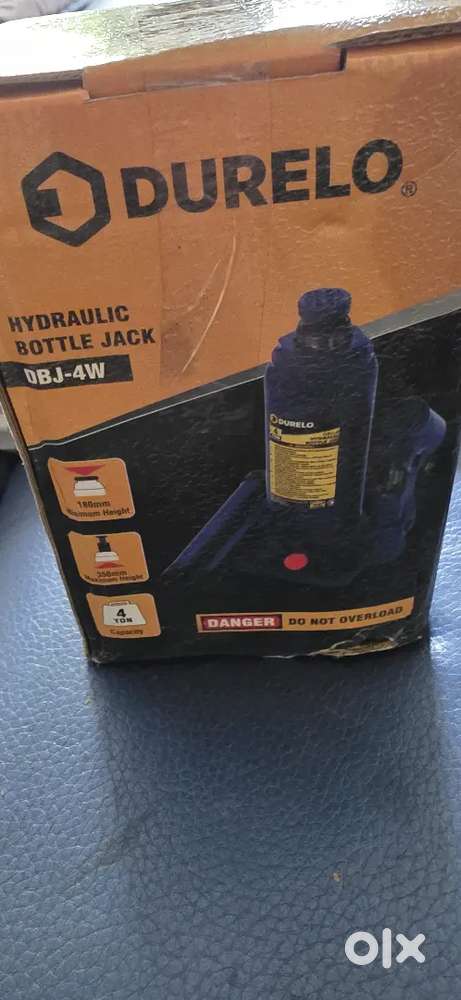 DURELO®
HYDRAULIC
BOTTLE JACK
DBJ-4W
DURELO
180mm
Minimum Height
350mm
Maximum Height
4
TON
Capacity
DANGER DO NOT OVERLOAD
olx